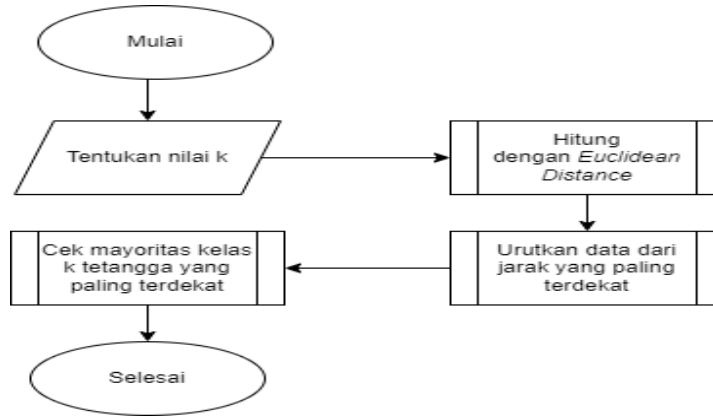 Mulai
Tentukan nilai k
Hitung
dengan Euclidean
Distance
Urutkan data dari
jarak yang paling
terdekat
Cek mayoritas kelas
k tetangga yang
paling terdekat
Selesai